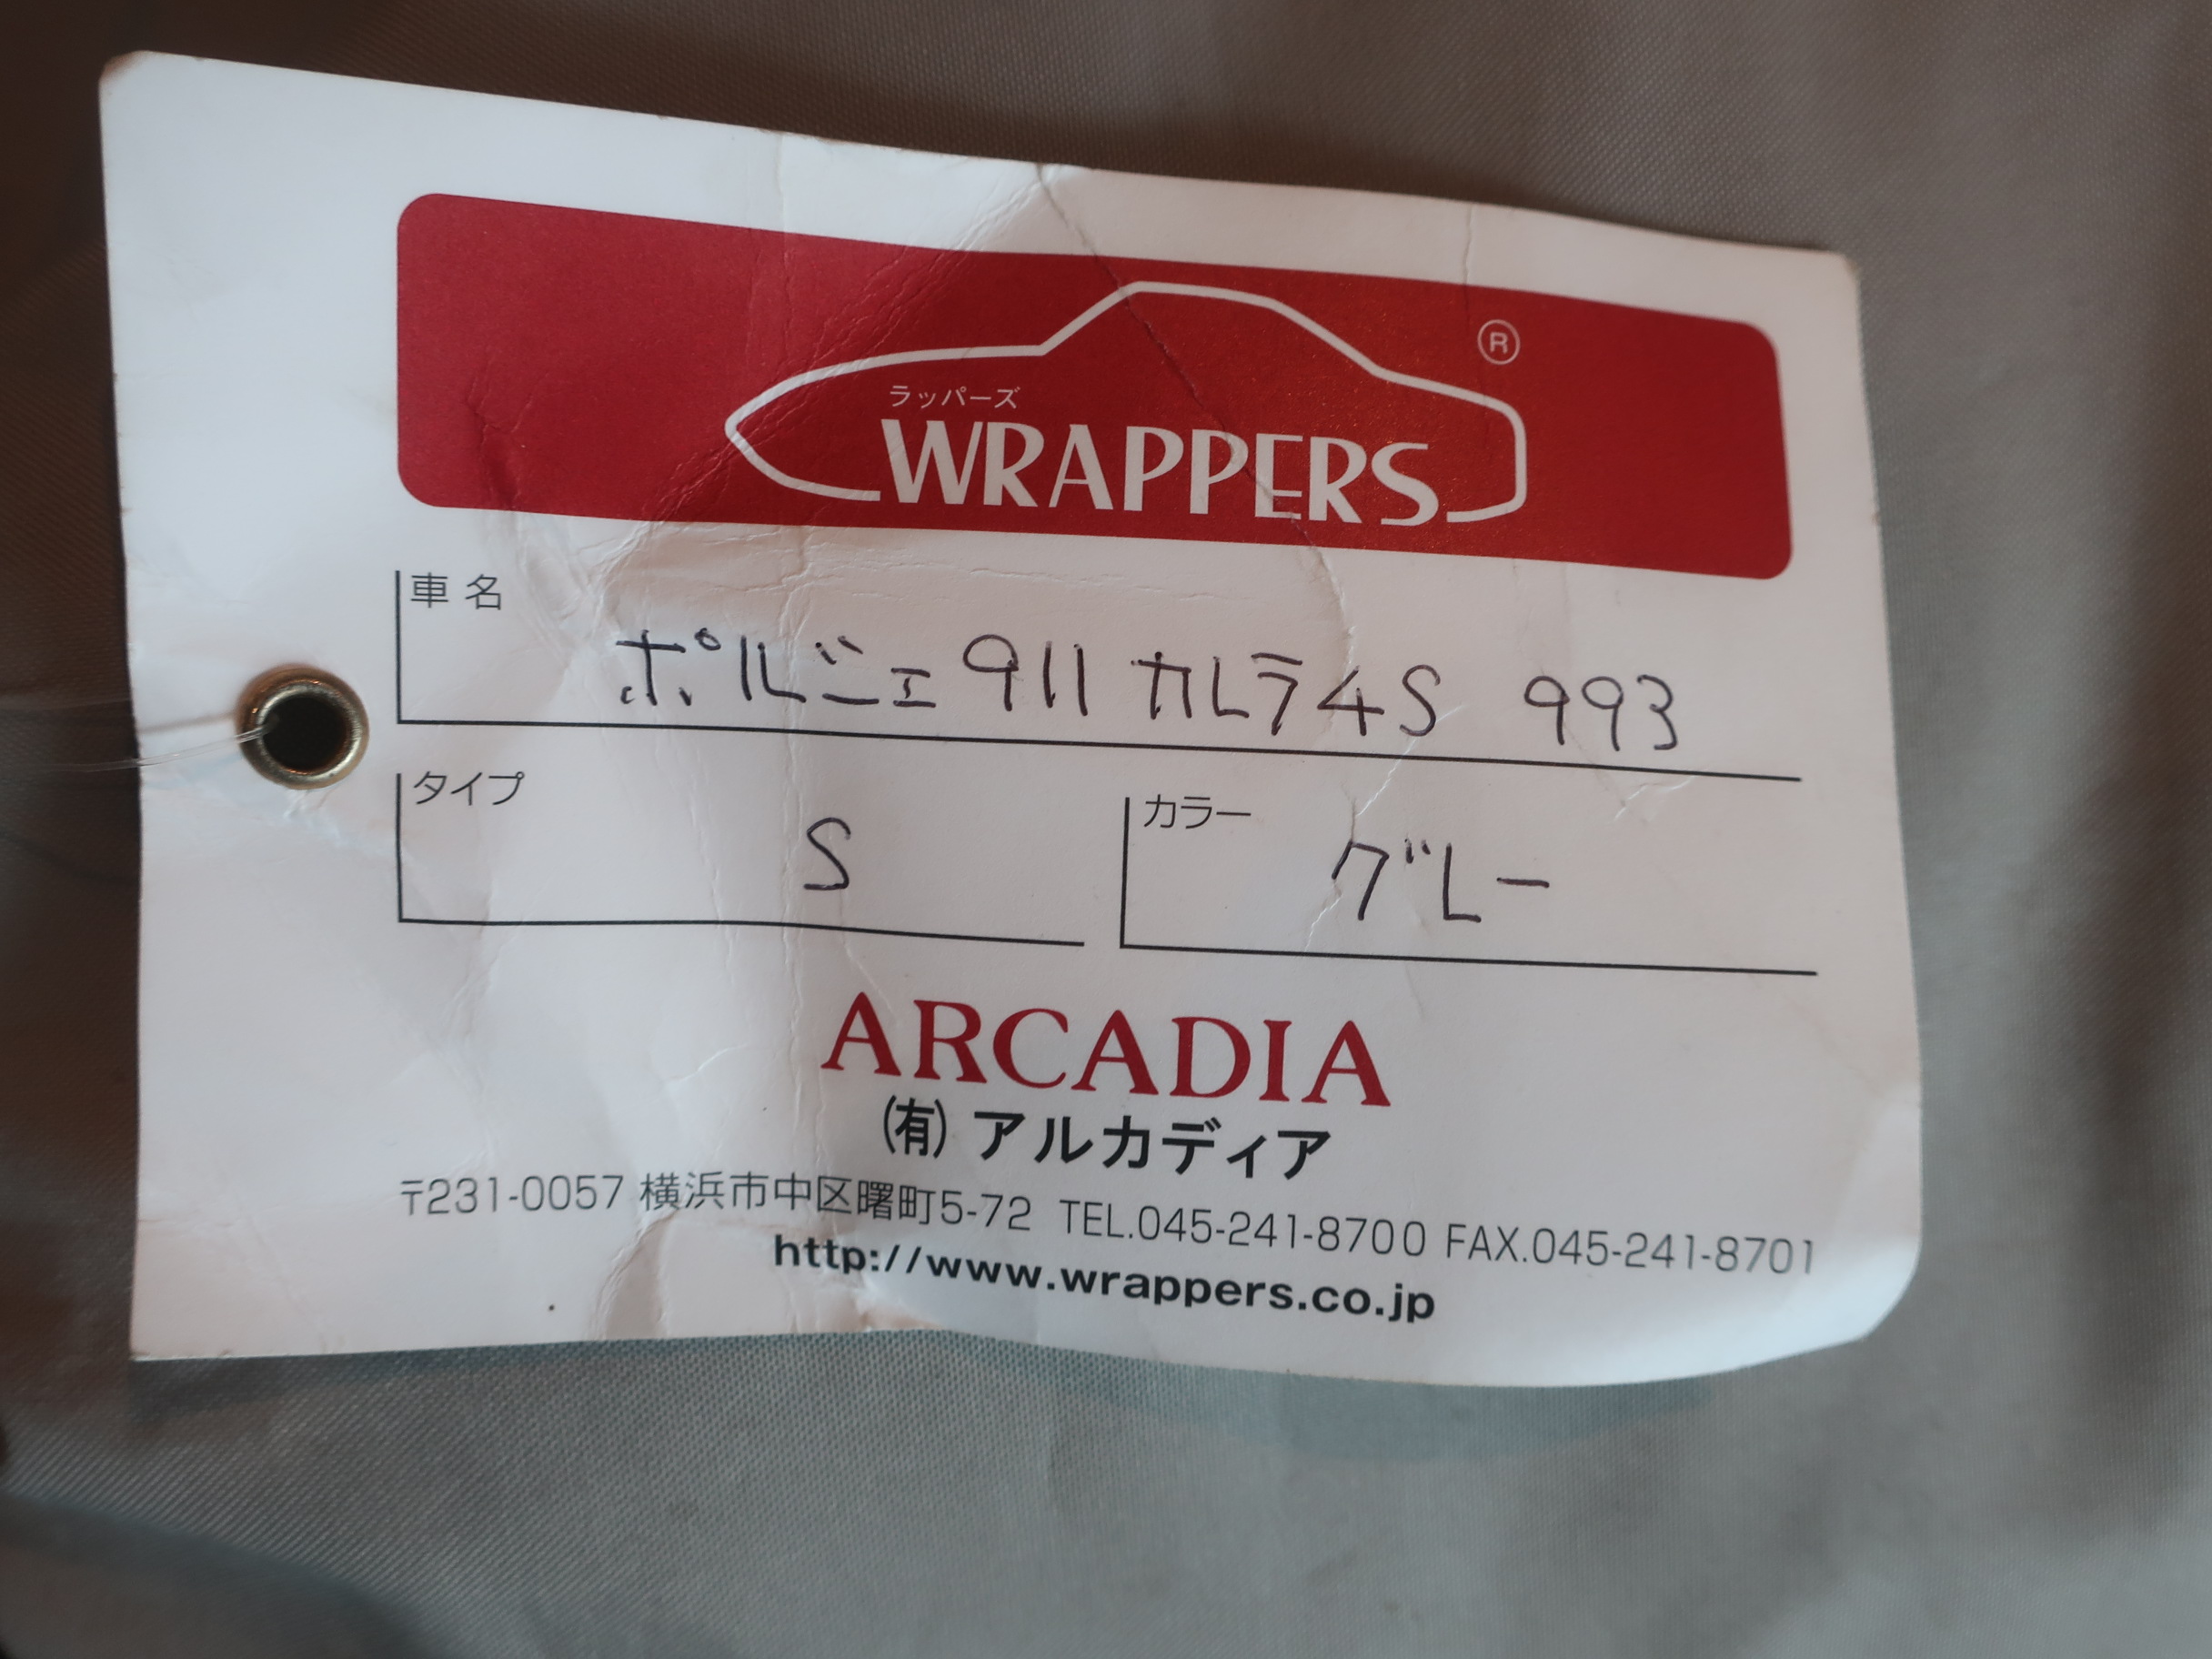 ラッパーズ
WRAPPERS ®
車名
ポルシェ911 カレラ4S 993
タイプ
S
カラー
グレー
ARCADIA
(有)アルカディア
〒231-0057 横浜市中区曙町5-72 TEL.045-241-8700 FAX.045-241-8701
http://www.wrappers.co.jp